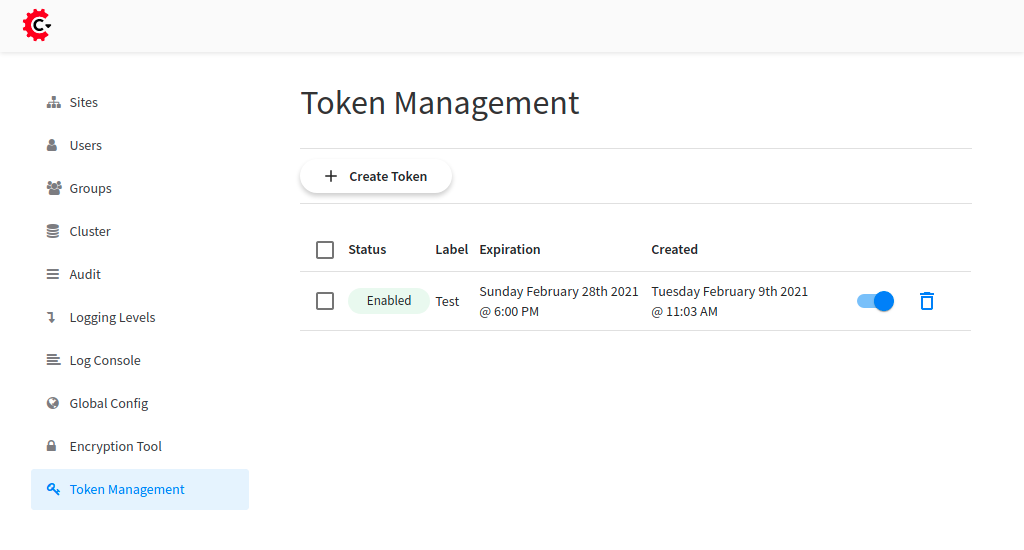 C
Sites
Users
Groups
Cluster
Audit
Logging Levels
Log Console
Global Config
Encryption Tool
Token Management
Token Management
Create Token
Status Label Expiration Created
Enabled Test Sunday February 28th 2021 Tuesday February 9th 2021
@ 6:00 PM @ 11:03 AM